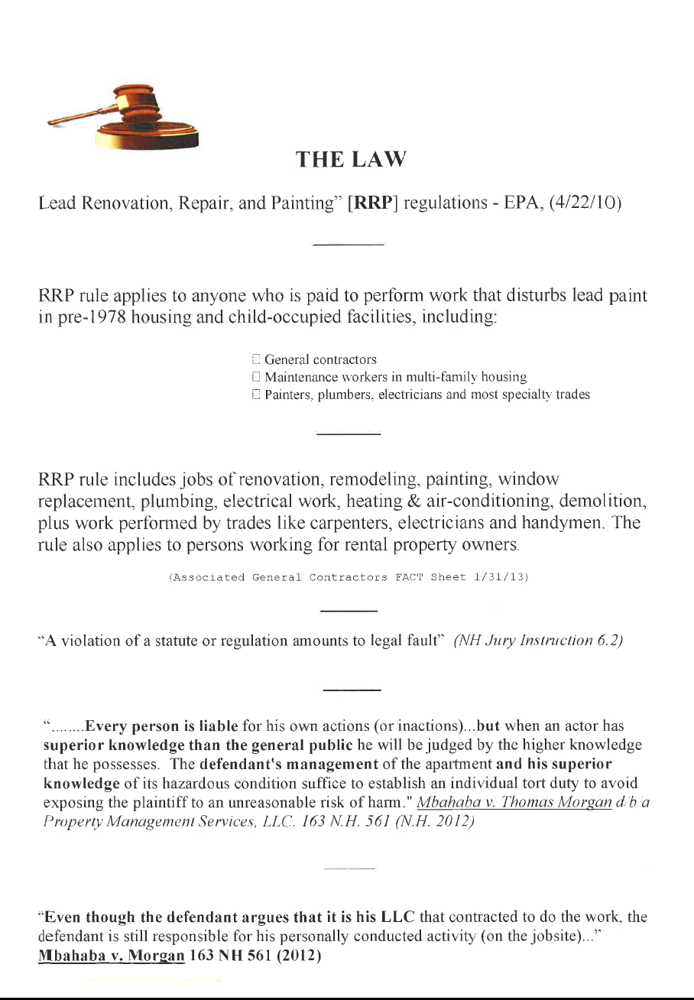 THE LAW
Lead Renovation, Repair, and Painting” [RRP] regulations - EPA, (4/22/10)
RRP rule applies to anyone who is paid to perform work that disturbs lead paint
in pre-1978 housing and child-occupied facilities, including:
□ General contractors
□ Maintenance workers in multi-family housing
□ Painters, plumbers, electricians and most specialty trades
RRP rule includes jobs of renovation, remodeling, painting, window
replacement, plumbing, electrical work, heating & air-conditioning, demolition,
plus work performed by trades like carpenters, electricians and handymen. The
rule also applies to persons working for rental property owners.
(Associated General Contractors FACT Sheet 1/31/13)
“A violation of a statute or regulation amounts to legal fault” (NH Jury Instruction 6.2)
“........Every person is liable for his own actions (or inactions)...but when an actor has
superior knowledge than the general public he will be judged by the higher knowledge
that he possesses. The defendant's management of the apartment and his superior
knowledge of its hazardous condition suffice to establish an individual tort duty to avoid
exposing the plaintiff to an unreasonable risk of harm." Mbahaba v. Thomas Morgan d/b/a
Property Management Services, LLC. 163 N.H. 561 (N.H. 2012)
“Even though the defendant argues that it is his LLC that contracted to do the work, the
defendant is still responsible for his personally conducted activity (on the jobsite)...”
Mbahaba v. Morgan 163 NH 561 (2012)